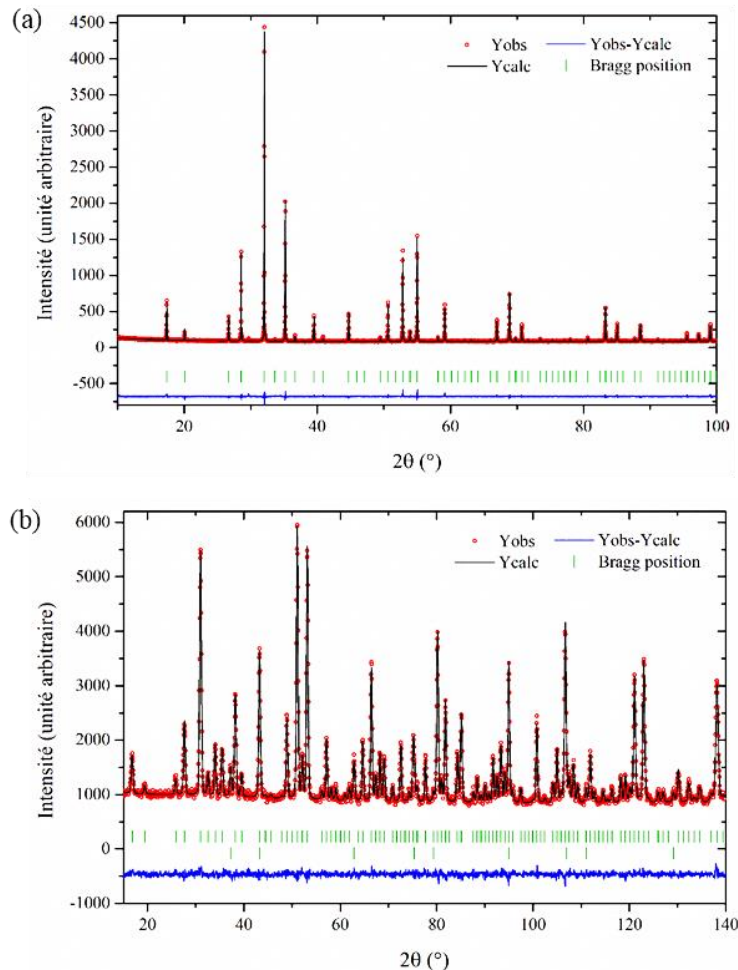 (a)
4500
4000
3500
3000
2500
2000
1500
1000
500
0
-500
Intensité (unité arbitraire)
Yobs
Yobs-Ycalc
Ycalc
Bragg position
20 40 60 80 100
2θ (°)
(b)
6000
5000
4000
3000
2000
1000
0
-1000
Intensité (unité arbitraire)
Yobs
Yobs-Ycalc
Ycalc
Bragg position
20 40 60 80 100 120 140
2θ (°)